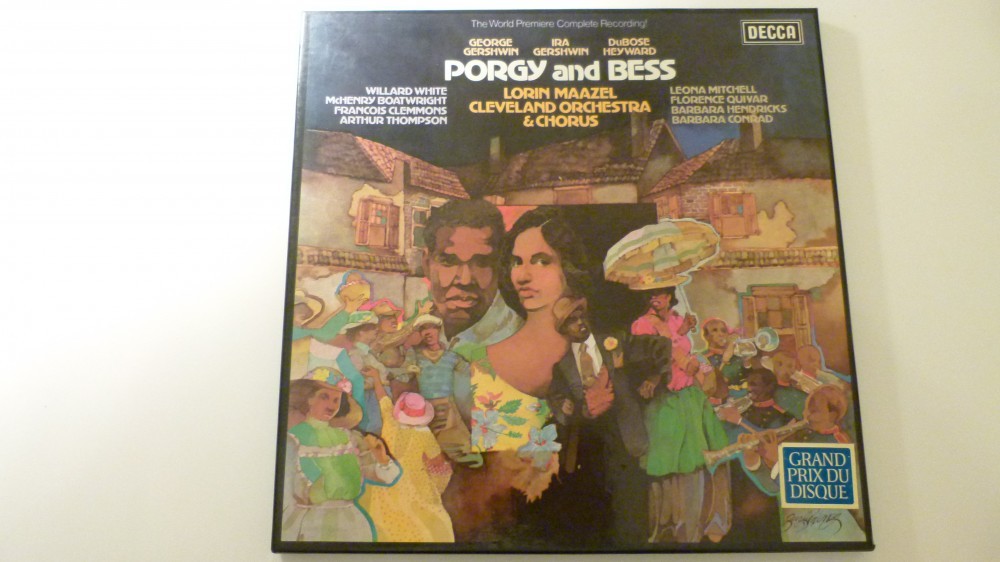 The World Premiere Complete Recording!
DECCA
GEORGE GERSHWIN
IRA GERSHWIN
DuBOSE HEYWARD
PORGY and BESS
WILLARD WHITE
McHENRY BOATWRIGHT
FRANCOIS CLEMMONS
ARTHUR THOMPSON
LORIN MAAZEL
CLEVELAND ORCHESTRA
& CHORUS
LEONA MITCHELL
FLORENCE QUIVAR
BARBARA HENDRICKS
BARBARA CONRAD
GRAND
PRIX DU
DISQUE